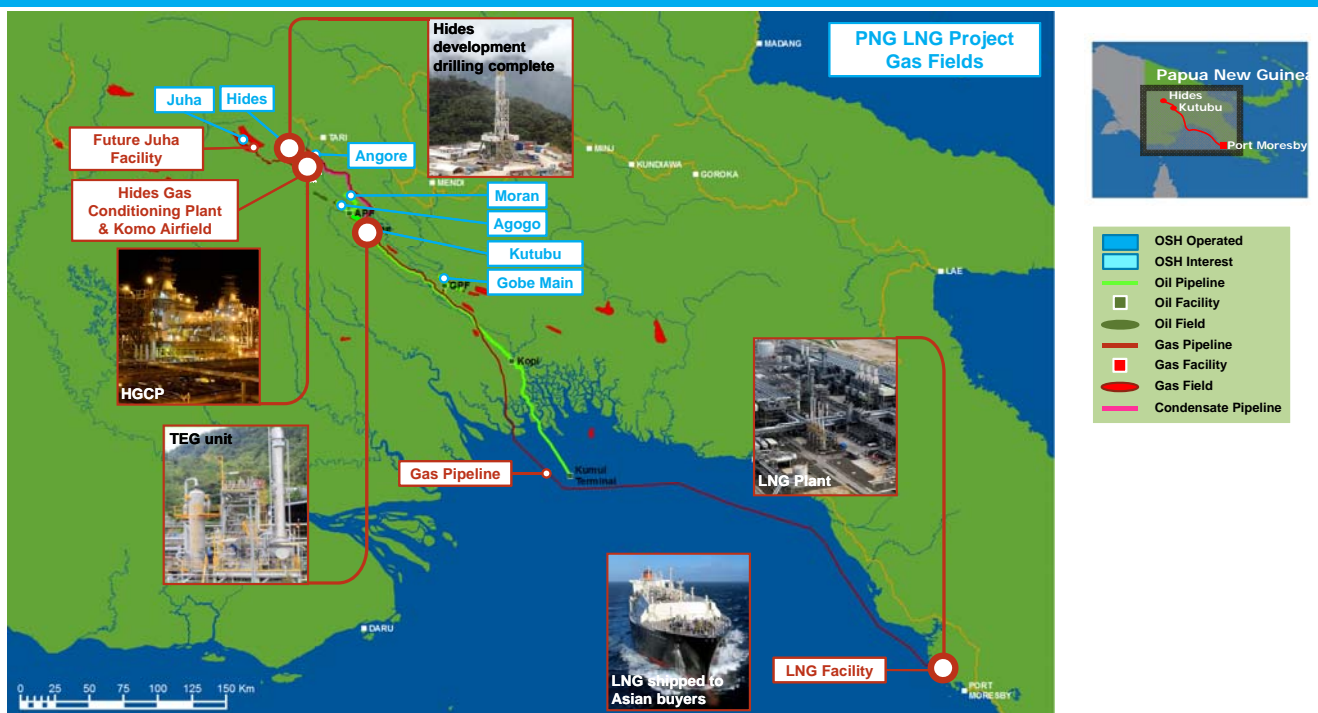 PNG LNG Project
Gas Fields
Hides
development
drilling complete
MADANG
Juha
Hides
Future Juha
Facility
TARI
Angore
Hides Gas
Conditioning Plant
& Komo Airfield
MENDI
MINJ
KUNDIAWA
GOROKA
Moran
Agogo
APF
Kutubu
Gobe Main
GPF
LAE
HGCP
Kopi
TEG unit
Gas Pipeline
Kumul
Terminal
LNG Plant
DARU
LNG shipped to
Asian buyers
LNG Facility
PORT
MORESBY
0 25 50 75 100 125 150 Km
Papua New Guinea
Hides
Kutubu
Port Moresby
OSH Operated
OSH Interest
Oil Pipeline
Oil Facility
Oil Field
Gas Pipeline
Gas Facility
Gas Field
Condensate Pipeline